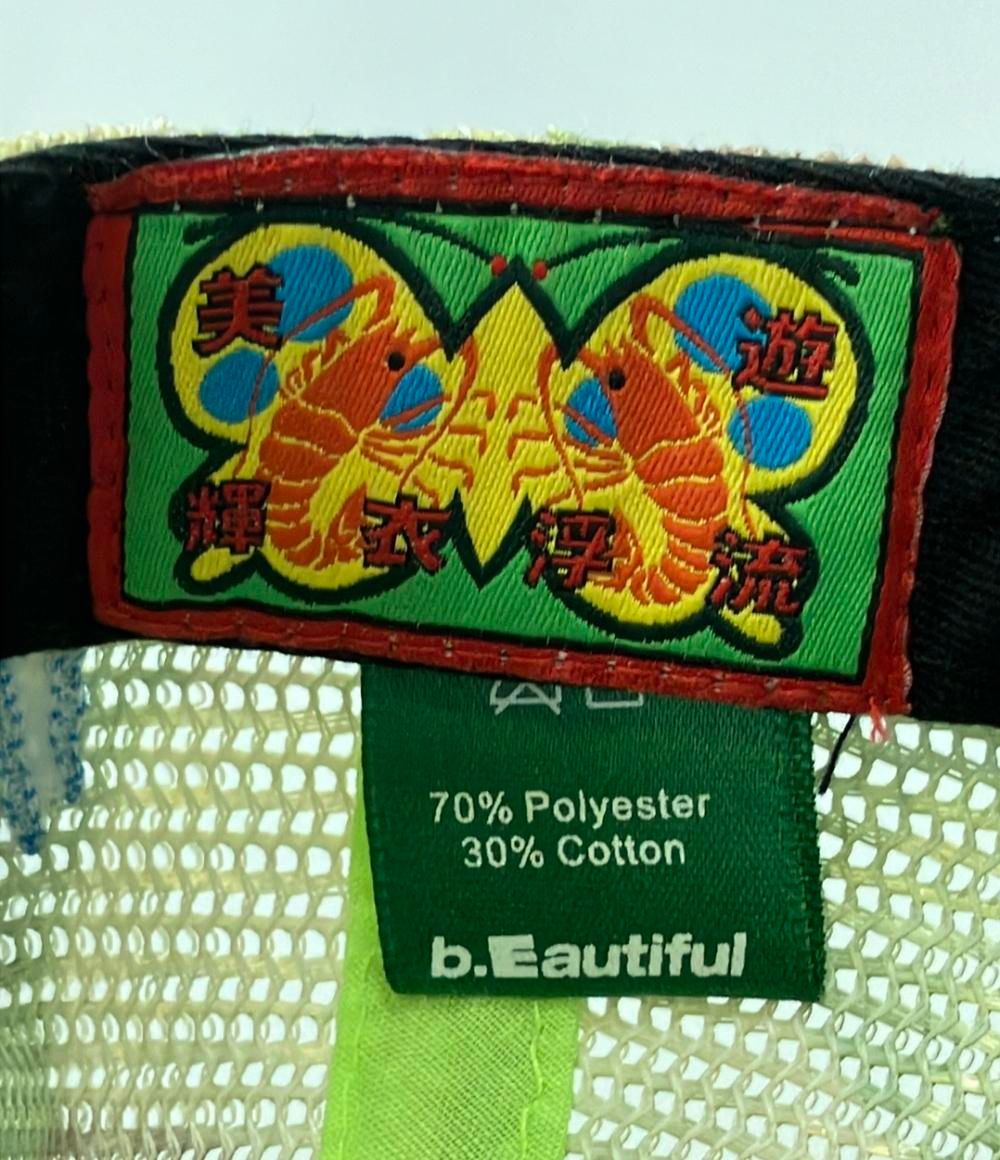 美 遊
輝 衣 浮 流
70% Polyester
30% Cotton
b.Eautiful